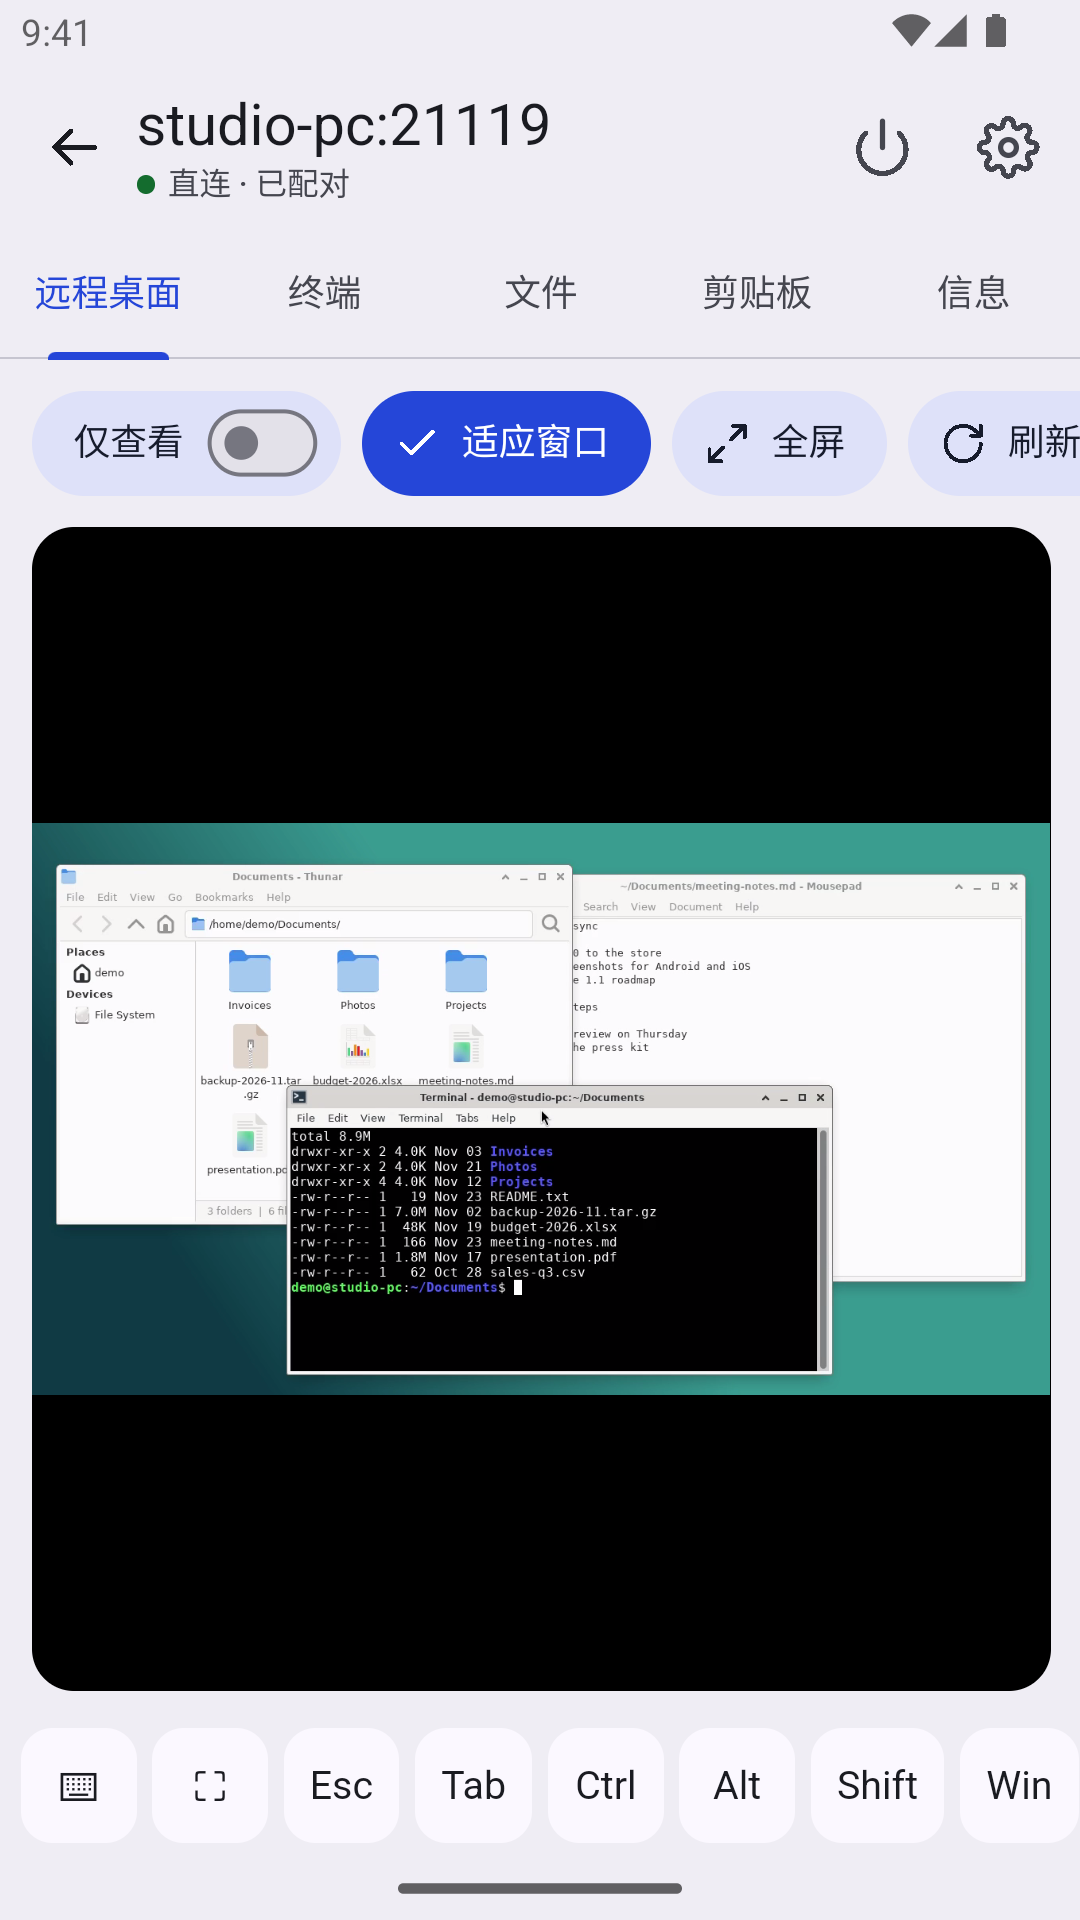 9:41
studio-pc:21119
直连 · 已配对
远程桌面 终端 文件 剪贴板 信息
仅查看 适应窗口 全屏 刷新
Documents - Thunar
File Edit View Go Bookmarks Help
/home/demo/Documents/
Places
demo
Devices
File System
Invoices Photos Projects
backup-2026-11.tar.gz budget-2026.xlsx meeting-notes.md
3 folders | 6
~/Documents/meeting-notes.md - Mousepad
Search View Document Help
sync
0 to the store
eenshots for Android and iOS
e 1.1 roadmap
teps
review on Thursday
he press kit
Terminal - demo@studio-pc:~/Documents
File Edit View Terminal Tabs Help
total 8.9M
drwxr-xr-x 2 4.0K Nov 03 Invoices
drwxr-xr-x 2 4.0K Nov 21 Photos
drwxr-xr-x 4 4.0K Nov 12 Projects
-rw-r--r-- 1 19 Nov 23 README.txt
-rw-r--r-- 1 7.0M Nov 02 backup-2026-11.tar.gz
-rw-r--r-- 1 48K Nov 19 budget-2026.xlsx
-rw-r--r-- 1 166 Nov 23 meeting-notes.md
-rw-r--r-- 1 1.8M Nov 17 presentation.pdf
-rw-r--r-- 1 62 Oct 28 sales-q3.csv
demo@studio-pc:~/Documents$
Esc Tab Ctrl Alt Shift Win